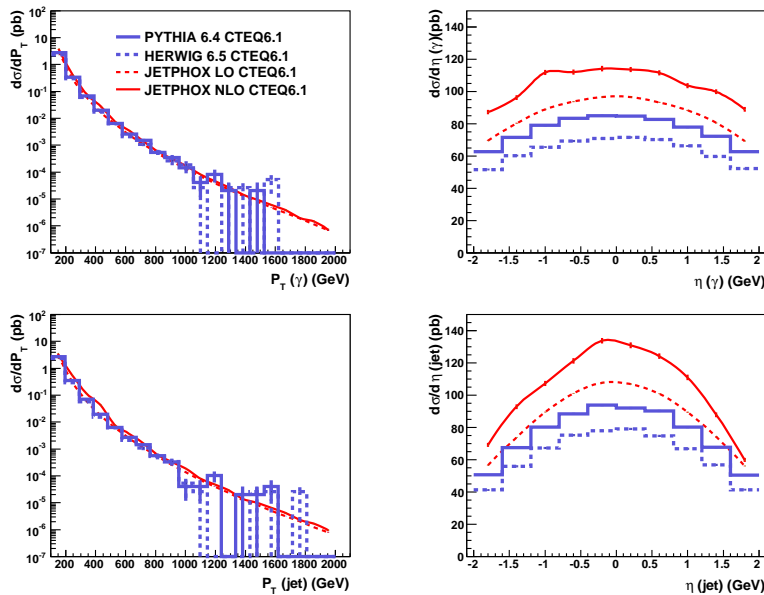 dσ/dP_T (pb)
10^2
10
1
10^-1
10^-2
10^-3
10^-4
10^-5
10^-6
10^-7
PYTHIA 6.4 CTEQ6.1
HERWIG 6.5 CTEQ6.1
JETPHOX LO CTEQ6.1
JETPHOX NLO CTEQ6.1
200 400 600 800 1000 1200 1400 1600 1800 2000
P_T (γ) (GeV)
dσ/dη (γ)(pb)
160
140
120
100
80
60
40
20
0
-2 -1.5 -1 -0.5 0 0.5 1 1.5 2
η (γ) (GeV)
dσ/dP_T (pb)
10^2
10
1
10^-1
10^-2
10^-3
10^-4
10^-5
10^-6
10^-7
200 400 600 800 1000 1200 1400 1600 1800 2000
P_T (jet) (GeV)
dσ/dη (jet) (pb)
140
120
100
80
60
40
20
0
-2 -1.5 -1 -0.5 0 0.5 1 1.5 2
η (jet) (GeV)